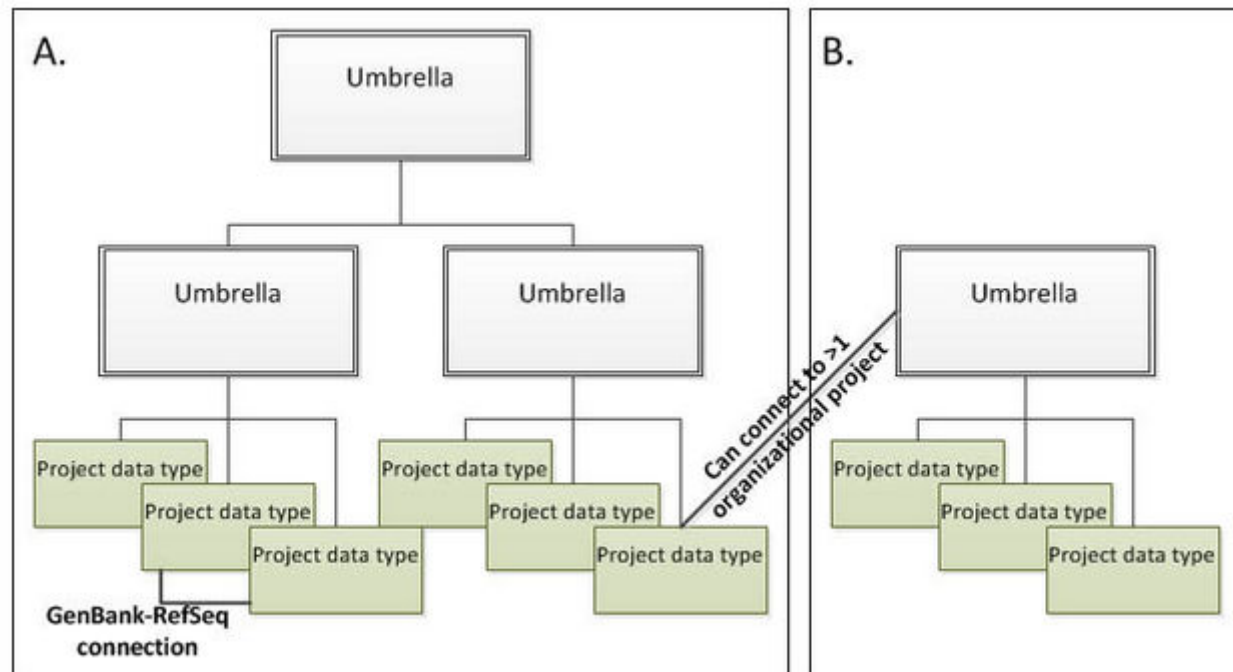 A.
Umbrella
Umbrella
Umbrella
Project data type
Project data type
Project data type
GenBank-RefSeq
connection
Project data type
Project data type
Project data type
Can connect to >1
organizational project
B.
Umbrella
Project data type
Project data type
Project data type